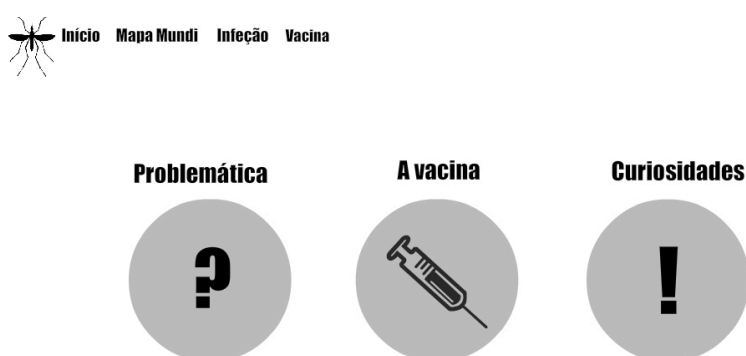 Início Mapa Mundi Infeção Vacina
Problemática A vacina Curiosidades
? !